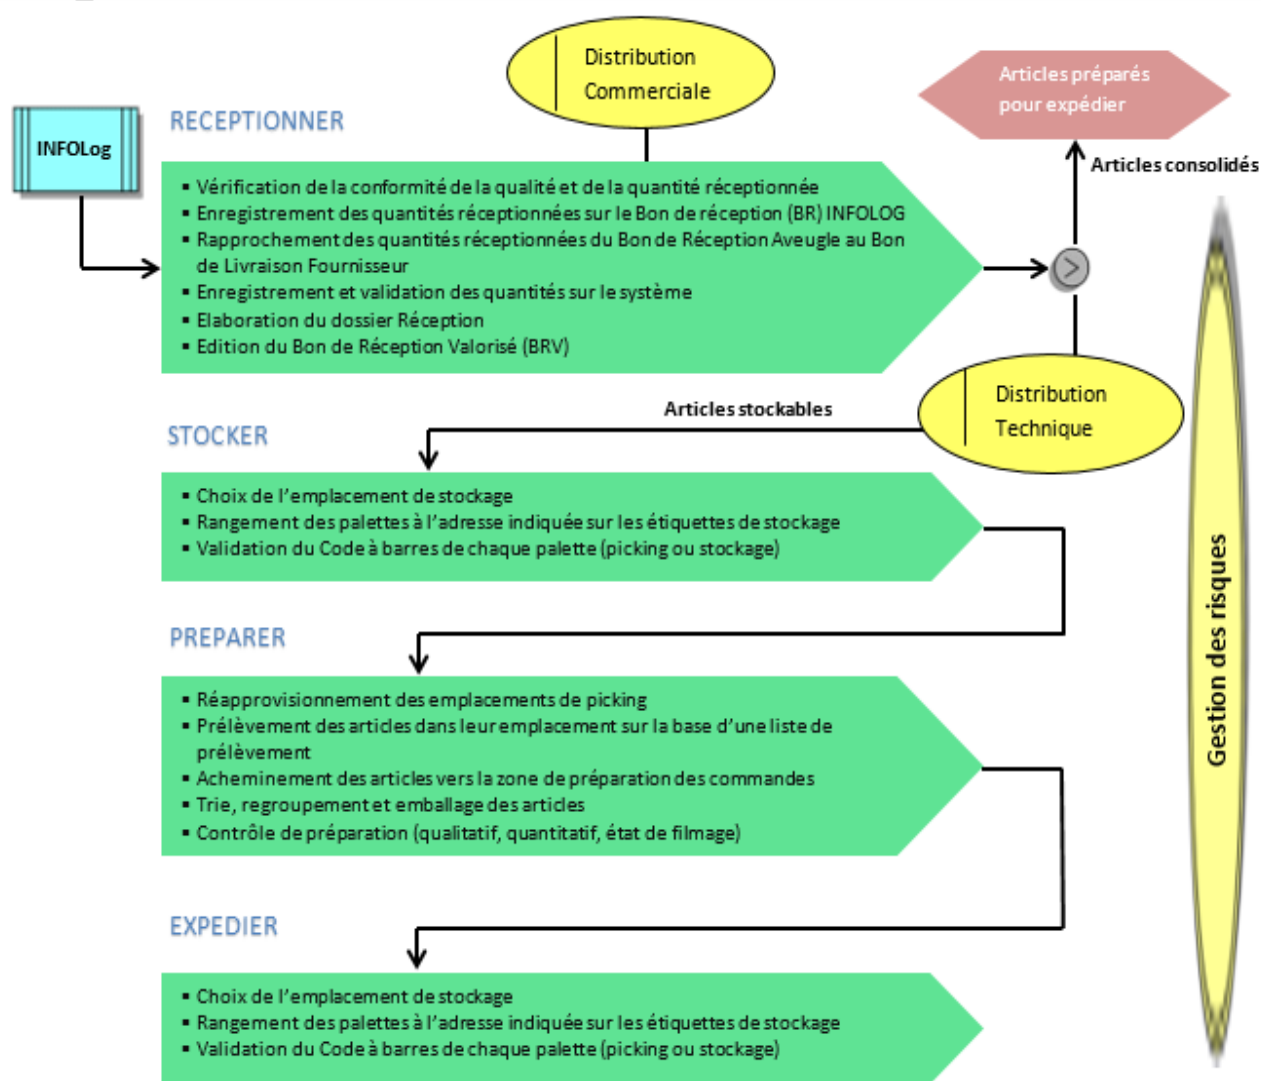 Distribution
Commerciale
Articles préparés
pour expédier
RECEPTIONNER
INFOLog
Articles consolidés
▪ Vérification de la conformité de la qualité et de la quantité réceptionnée
▪ Enregistrement des quantités réceptionnées sur le Bon de réception (BR) INFOLOG
▪ Rapprochement des quantités réceptionnées du Bon de Réception Aveugle au Bon
de Livraison Fournisseur
▪ Enregistrement et validation des quantités sur le système
▪ Elaboration du dossier Réception
▪ Edition du Bon de Réception Valorisé (BRV)
>
Distribution
Technique
Articles stockables
STOCKER
▪ Choix de l'emplacement de stockage
▪ Rangement des palettes à l'adresse indiquée sur les étiquettes de stockage
▪ Validation du Code à barres de chaque palette (picking ou stockage)
PREPARER
▪ Réapprovisionnement des emplacements de picking
▪ Prélèvement des articles dans leur emplacement sur la base d'une liste de
prélèvement
▪ Acheminement des articles vers la zone de préparation des commandes
▪ Trie, regroupement et emballage des articles
▪ Contrôle de préparation (qualitatif, quantitatif, état de filmage)
EXPEDIER
▪ Choix de l'emplacement de stockage
▪ Rangement des palettes à l'adresse indiquée sur les étiquettes de stockage
▪ Validation du Code à barres de chaque palette (picking ou stockage)
Gestion des risques